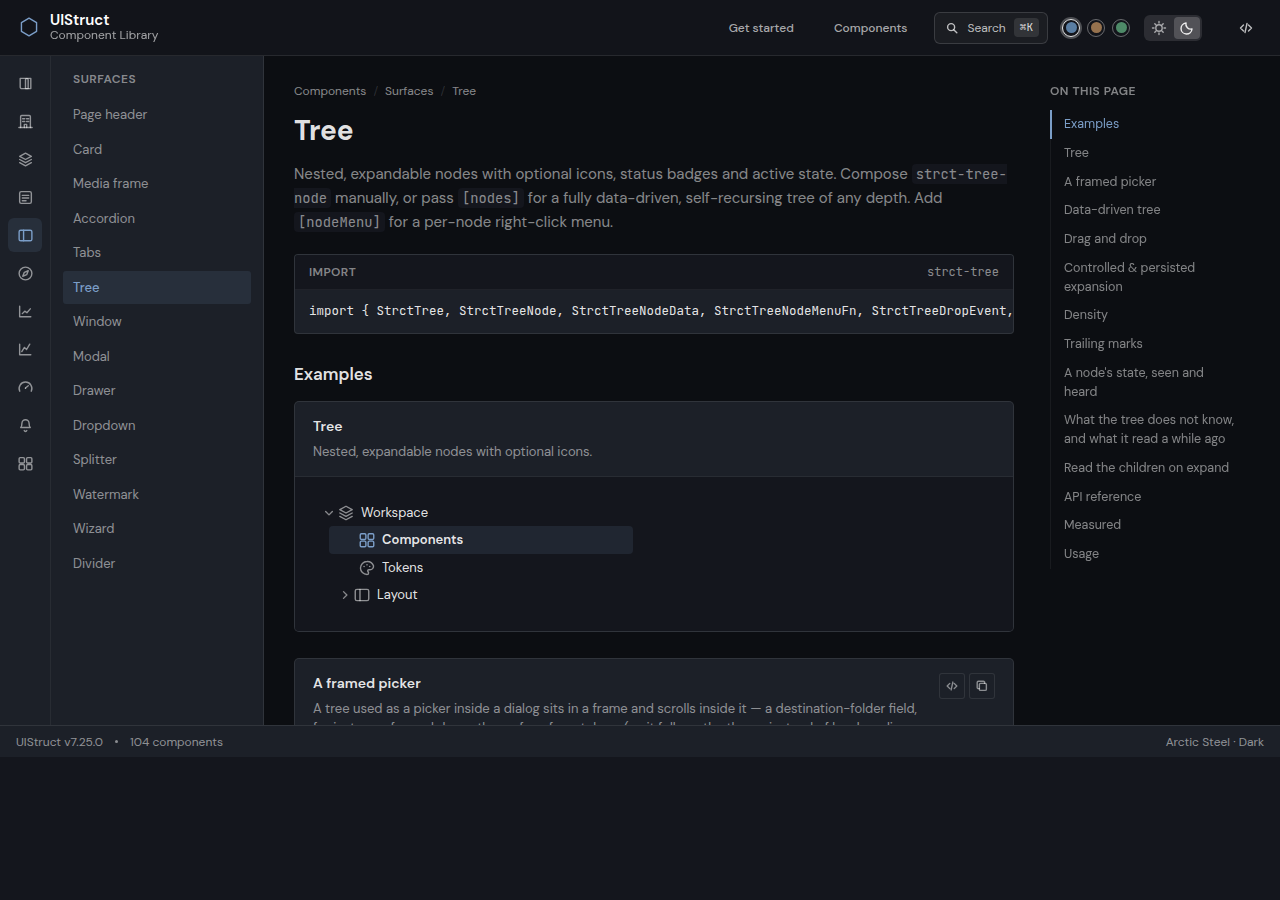 UIStruct
Component Library
Get started
Components
Search ⌘K
SURFACES
Page header
Card
Media frame
Accordion
Tabs
Tree
Window
Modal
Drawer
Dropdown
Splitter
Watermark
Wizard
Divider
Components / Surfaces / Tree
Tree
Nested, expandable nodes with optional icons, status badges and active state. Compose strct-tree-
node manually, or pass [nodes] for a fully data-driven, self-recursing tree of any depth. Add
[nodeMenu] for a per-node right-click menu.
IMPORT
strct-tree
import { StrctTree, StrctTreeNode, StrctTreeNodeData, StrctTreeNodeMenuFn, StrctTreeDropEvent,
Examples
Tree
Nested, expandable nodes with optional icons.
Workspace
Components
Tokens
Layout
A framed picker
A tree used as a picker inside a dialog sits in a frame and scrolls inside it — a destination-folder field,
ON THIS PAGE
Examples
Tree
A framed picker
Data-driven tree
Drag and drop
Controlled & persisted
expansion
Density
Trailing marks
A node's state, seen and
heard
What the tree does not know,
and what it read a while ago
Read the children on expand
API reference
Measured
Usage
UIStruct v7.25.0 • 104 components
Arctic Steel · Dark